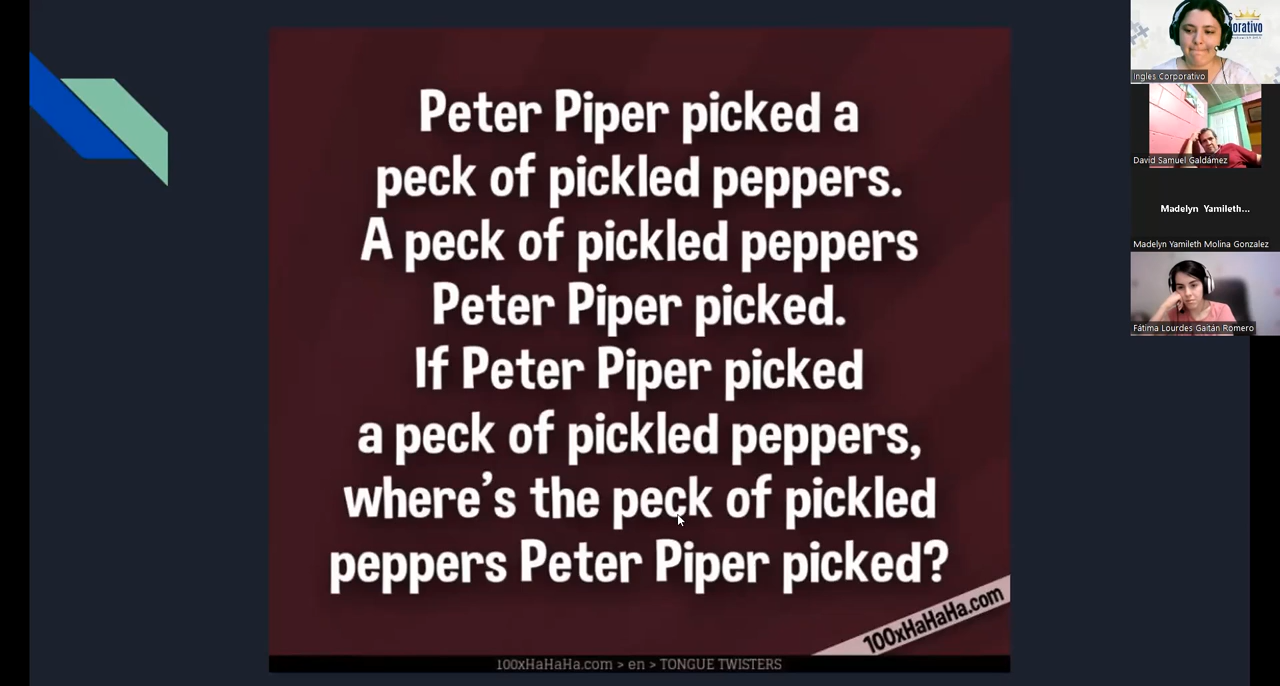 Peter Piper picked a
peck of pickled peppers.
A peck of pickled peppers
Peter Piper picked.
If Peter Piper picked
a peck of pickled peppers,
where's the peck of pickled
peppers Peter Piper picked?
100xHaHaHa.com
100xHaHaHa.com > en > TONGUE TWISTERS
orativo
Ingles Corporativo
David Samuel Galdámez
Madelyn Yamileth...
Madelyn Yamileth Molina Gonzalez
Fátima Lourdes Gaitán Romero